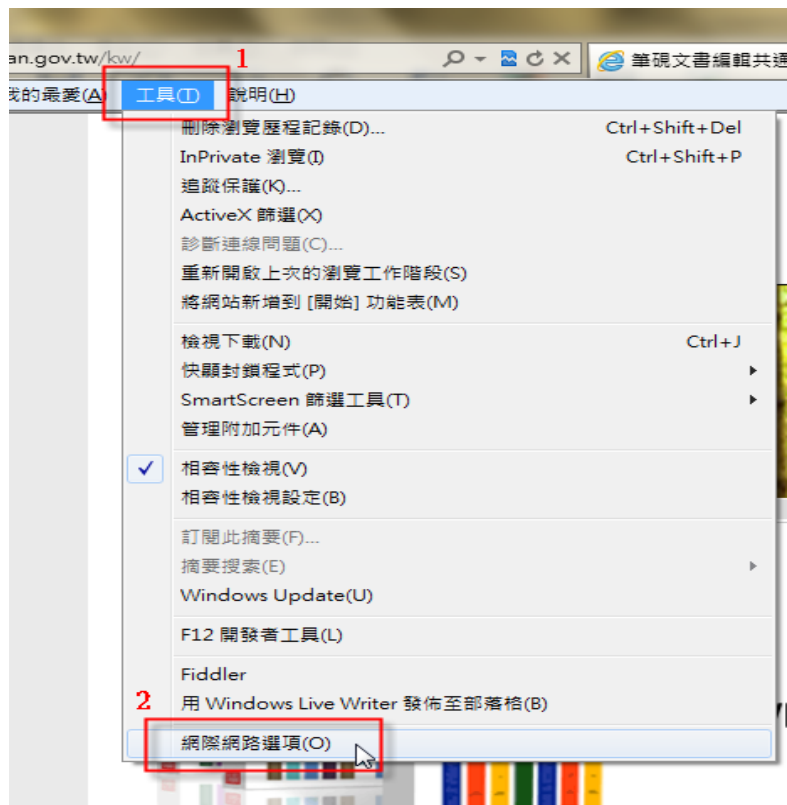 an.gov.tw/kw/ 1 筆硯文書編輯共通
我的最愛(A) 工具(T) 說明(H)
刪除瀏覽歷程記錄(D)... Ctrl+Shift+Del
InPrivate 瀏覽(I) Ctrl+Shift+P
追蹤保護(K)...
ActiveX 篩選(X)
診斷連線問題(C)...
重新開啟上次的瀏覽工作階段(S)
將網站新增到 [開始] 功能表(M)
檢視下載(N) Ctrl+J
快顯封鎖程式(P)
SmartScreen 篩選工具(T)
管理附加元件(A)
相容性檢視(V)
相容性檢視設定(B)
訂閱此摘要(F)...
摘要搜索(E)
Windows Update(U)
F12 開發者工具(L)
Fiddler
2 用 Windows Live Writer 發佈至部落格(B)
網際網路選項(O)